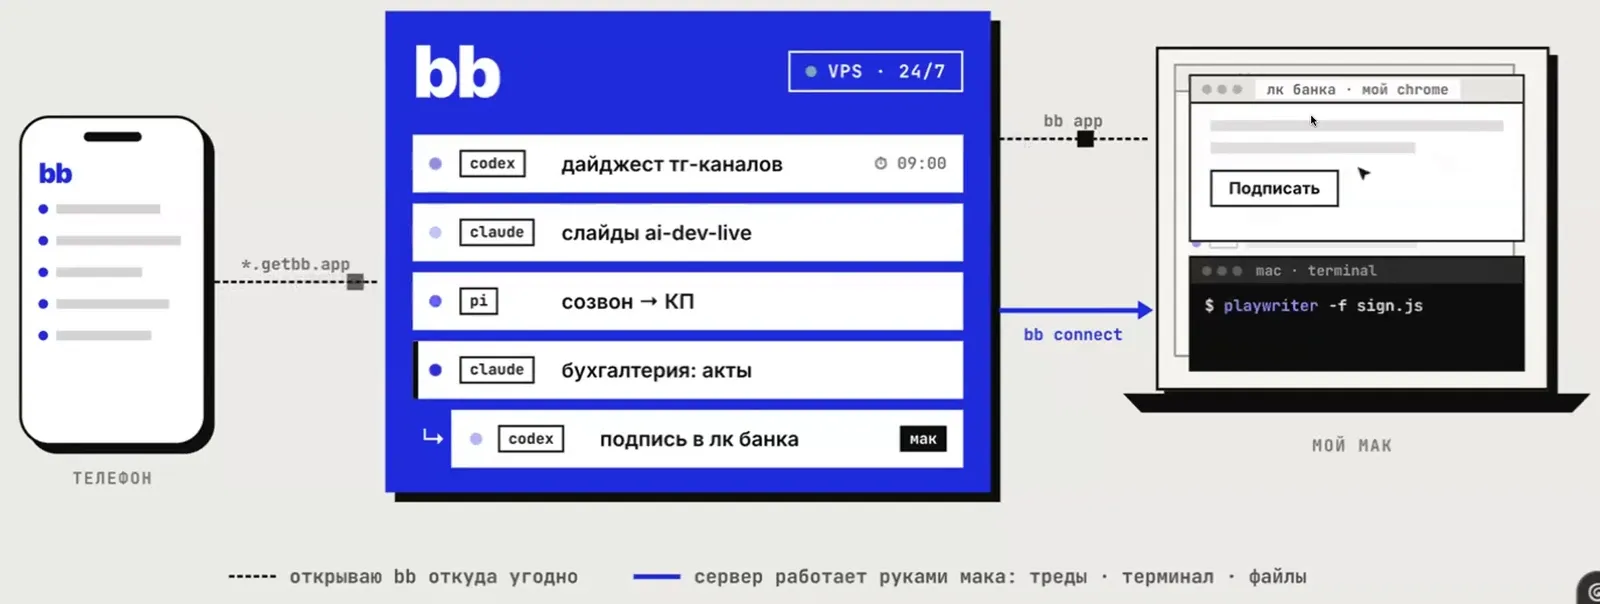 bb
*.getbb.app
ТЕЛЕФОН
bb
VPS · 24/7
codex дайджест тг-каналов 09:00
claude слайды ai-dev-live
pi созвон → КП
claude бухгалтерия: акты
↳ codex подпись в лк банка мак
bb app
bb connect
лк банка · мой chrome
Подписать
mac · terminal
$ playwriter -f sign.js
МОЙ МАК
открываю bb откуда угодно
сервер работает руками мака: треды · терминал · файлы